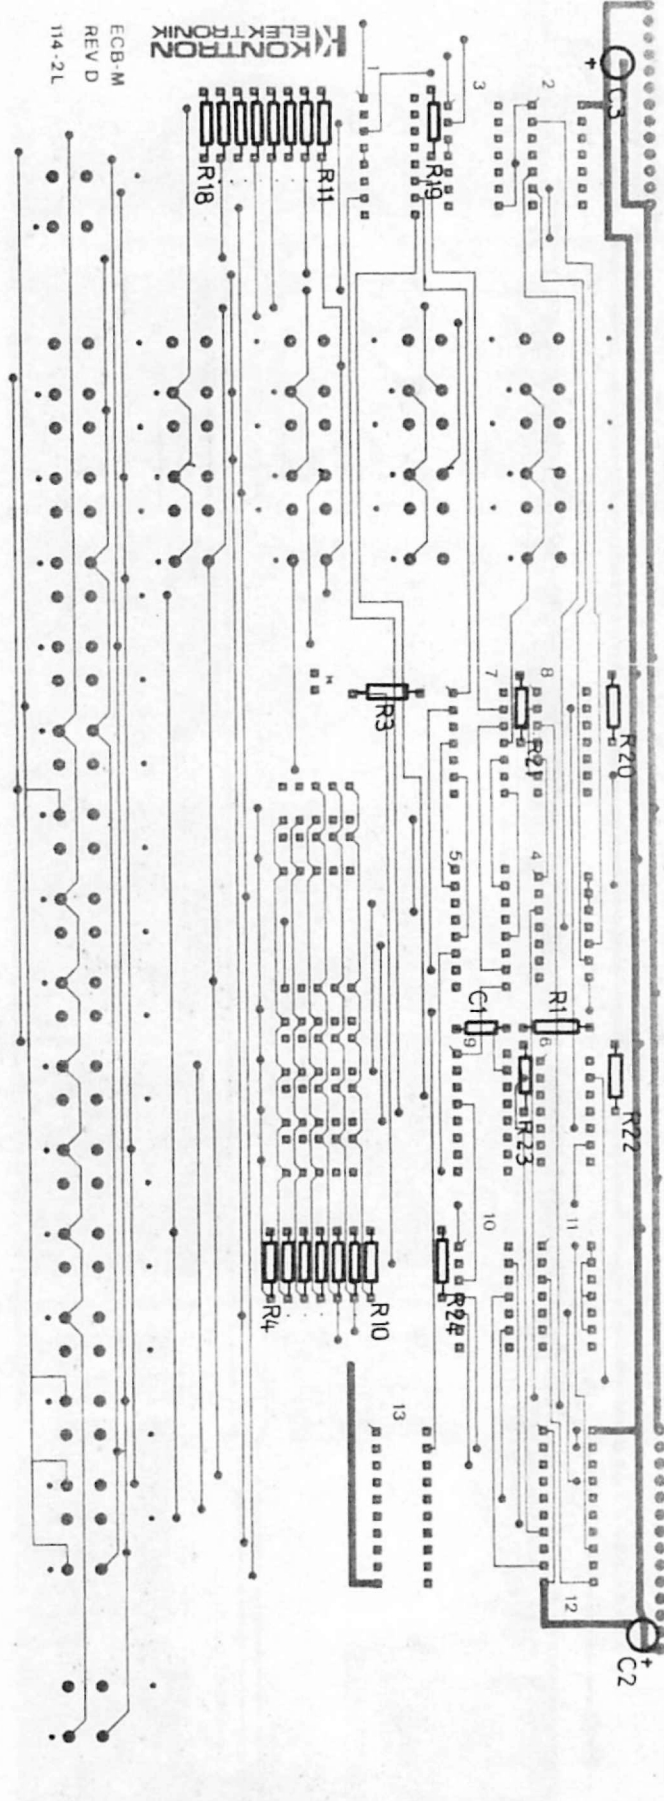 KONTRON
ELEKTRONIK
ECB-M
REV D
114-2L
C3
+
1
3
2
R18
R11
R19
R3
7
8
R21
R20
5
4
C1
R1
9
6
R23
R22
10
11
R4
R10
R24
13
12
C2
+